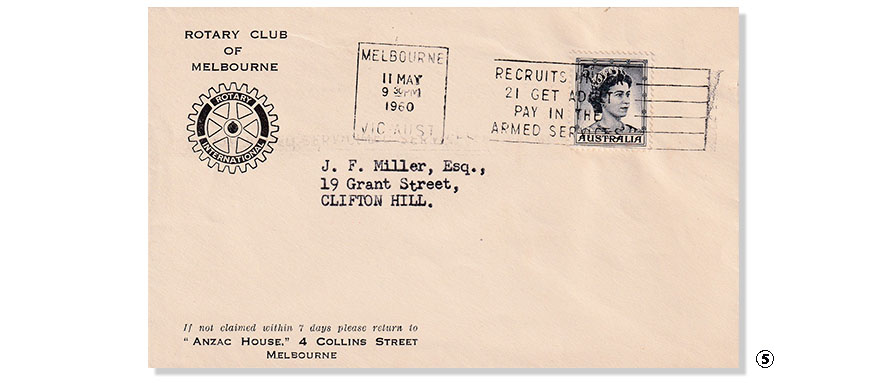 ROTARY CLUB
OF
MELBOURNE
ROTARY
INTERNATIONAL
MELBOURNE
11 MAY
9 30 PM
1960
VIC-AUST
RECRUITS
21 GET AD
PAY IN THE
ARMED SERVICES
AUSTRALIA
J. F. Miller, Esq.,
19 Grant Street,
CLIFTON HILL.
If not claimed within 7 days please return to
"ANZAC HOUSE," 4 COLLINS STREET
MELBOURNE
5